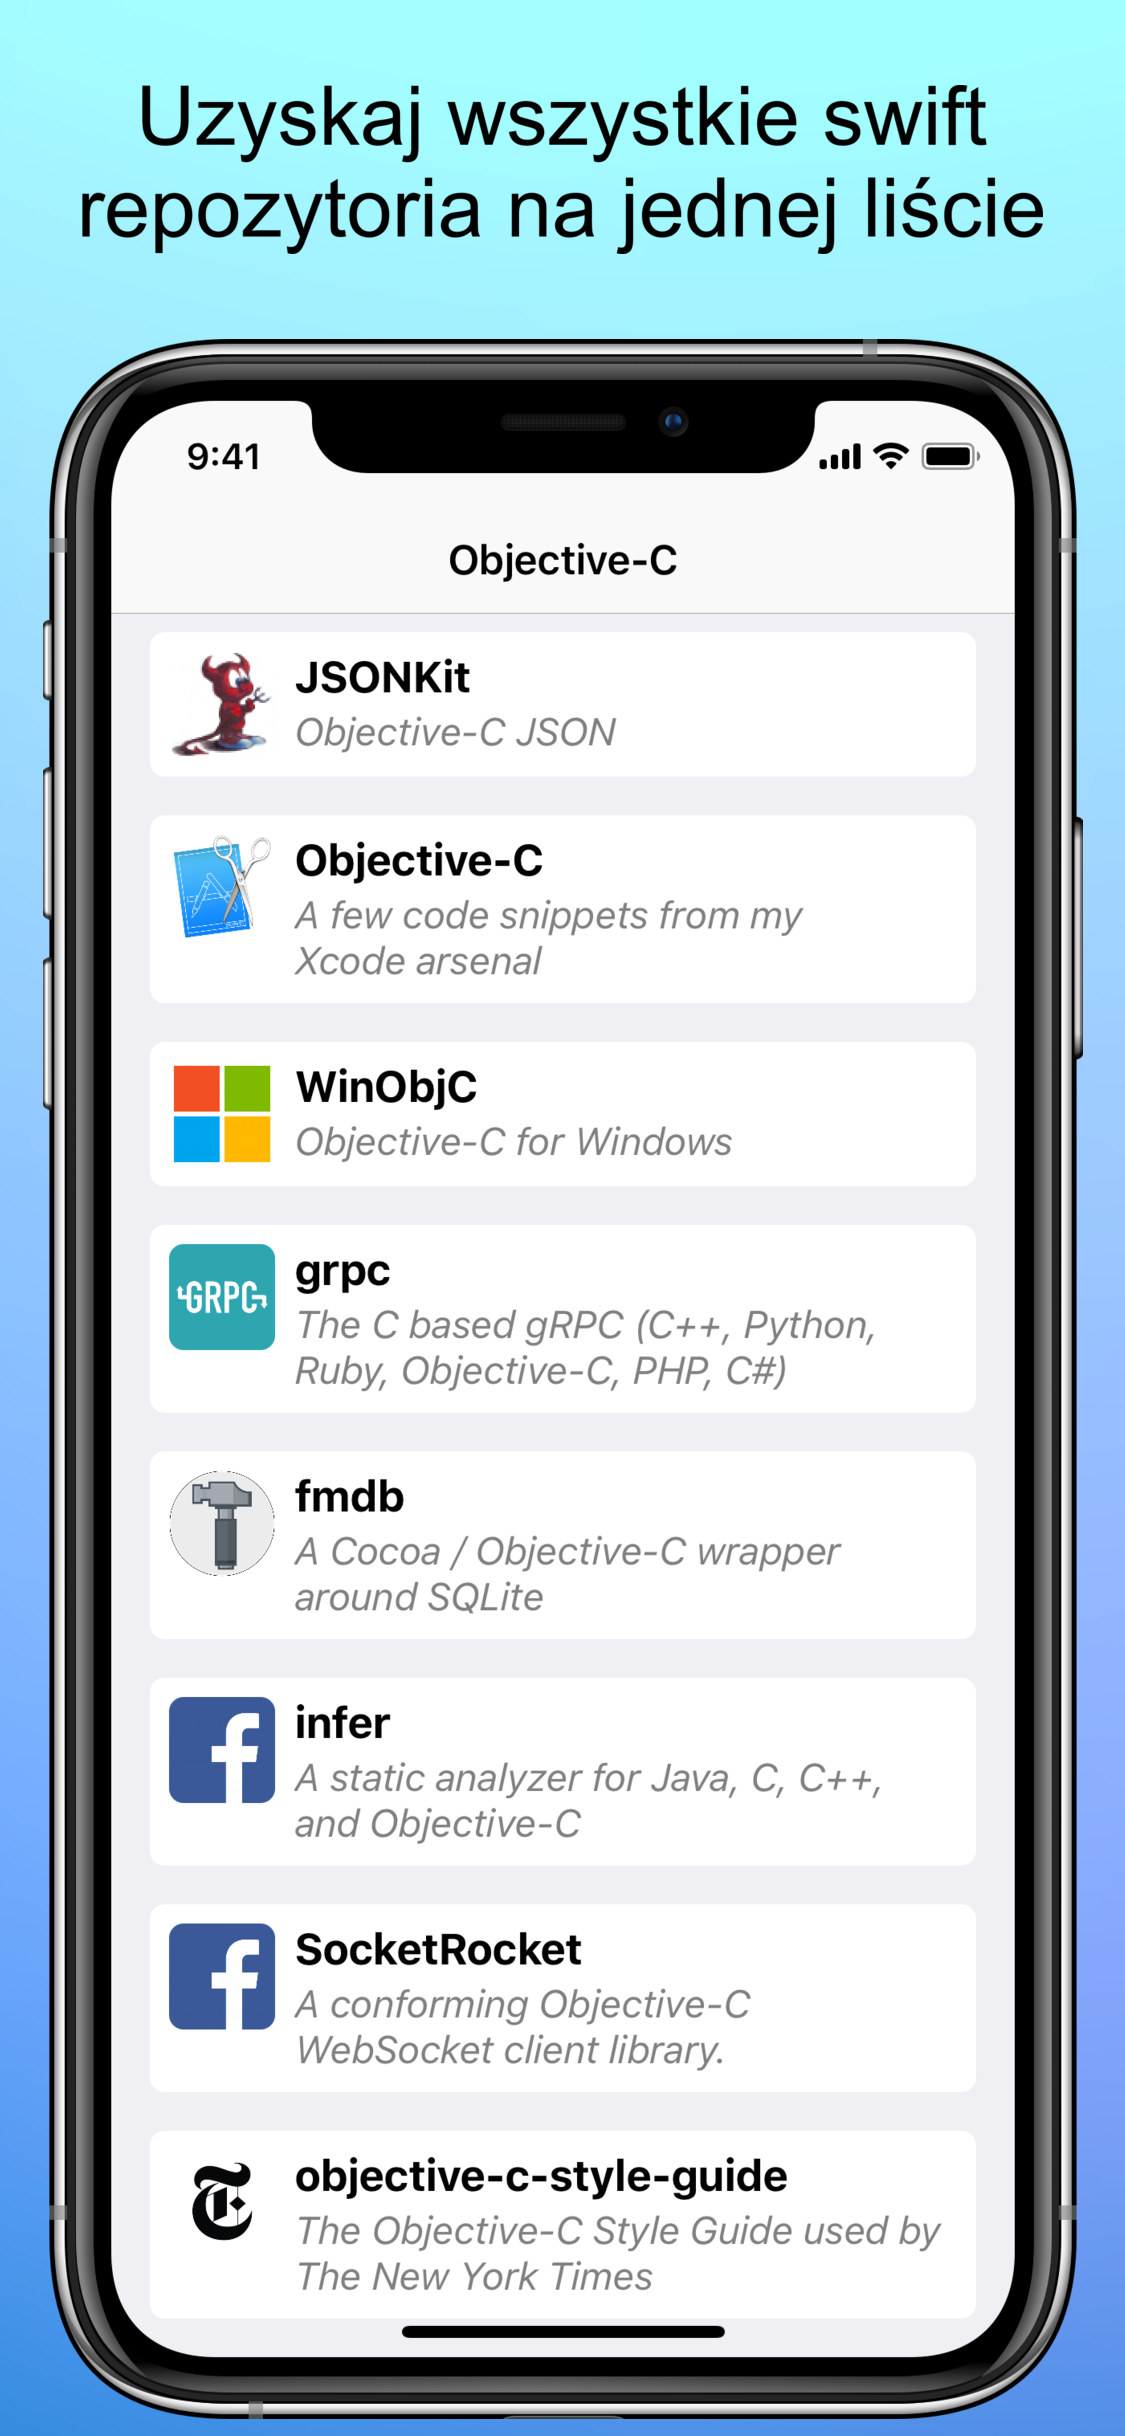 Uzyskaj wszystkie swift
repozytoria na jednej liście
9:41
Objective-C
JSONKit
Objective-C JSON
Objective-C
A few code snippets from my
Xcode arsenal
WinObjC
Objective-C for Windows
GRPC
grpc
The C based gRPC (C++, Python,
Ruby, Objective-C, PHP, C#)
fmdb
A Cocoa / Objective-C wrapper
around SQLite
infer
A static analyzer for Java, C, C++,
and Objective-C
SocketRocket
A conforming Objective-C
WebSocket client library.
objective-c-style-guide
The Objective-C Style Guide used by
The New York Times